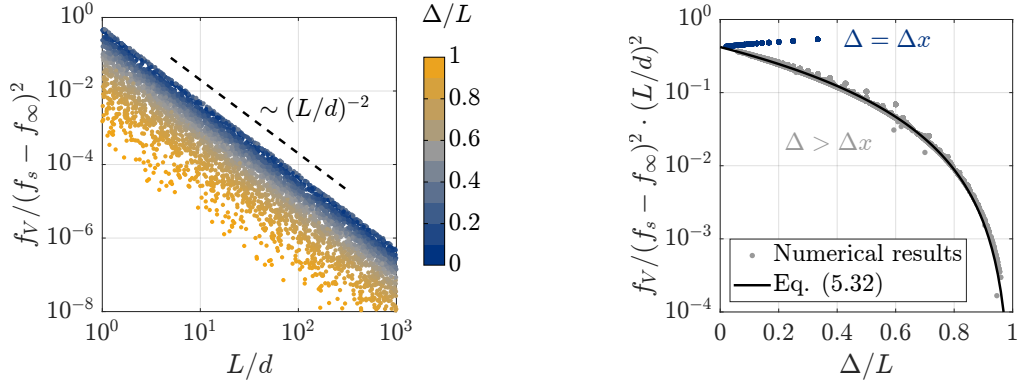 Δ/L
10^0
10^-2
10^-4
10^-6
10^-8
f_V/(f_s − f_∞)^2
∼ (L/d)^-2
10^0
10^1
10^2
10^3
L/d
1
0.8
0.6
0.4
0.2
0
10^0
10^-1
10^-2
10^-3
10^-4
f_V/(f_s − f_∞)^2 · (L/d)^2
Δ = Δx
Δ > Δx
Numerical results
Eq. (5.32)
0
0.2
0.4
0.6
0.8
1
Δ/L